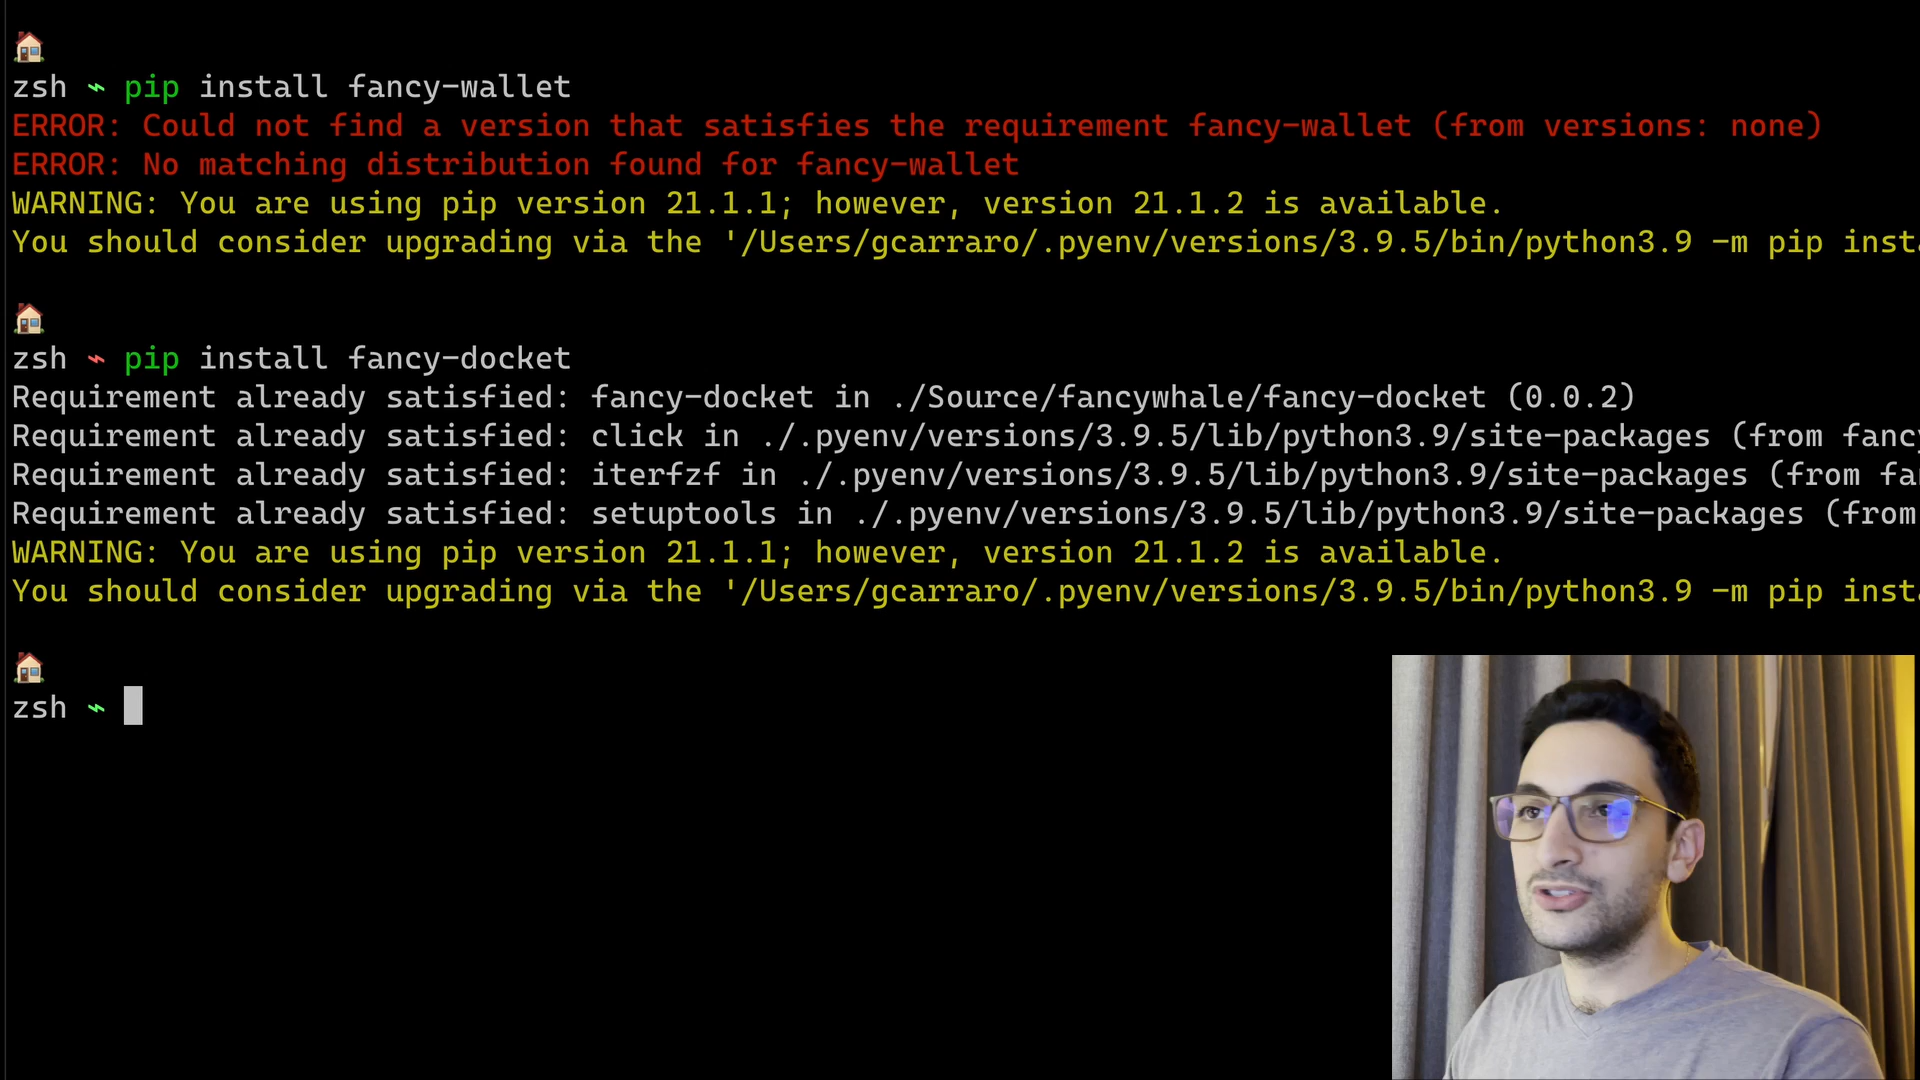 zsh ⌁ pip install fancy-wallet
ERROR: Could not find a version that satisfies the requirement fancy-wallet (from versions: none)
ERROR: No matching distribution found for fancy-wallet
WARNING: You are using pip version 21.1.1; however, version 21.1.2 is available.
You should consider upgrading via the '/Users/gcarraro/.pyenv/versions/3.9.5/bin/python3.9 -m pip
zsh ⌁ pip install fancy-docket
Requirement already satisfied: fancy-docket in ./Source/fancywhale/fancy-docket (0.0.2)
Requirement already satisfied: click in ./.pyenv/versions/3.9.5/lib/python3.9/site-packages (from
Requirement already satisfied: iterfzf in ./.pyenv/versions/3.9.5/lib/python3.9/site-packages (from
Requirement already satisfied: setuptools in ./.pyenv/versions/3.9.5/lib/python3.9/site-packages (from
WARNING: You are using pip version 21.1.1; however, version 21.1.2 is available.
You should consider upgrading via the '/Users/gcarraro/.pyenv/versions/3.9.5/bin/python3.9 -m pip
zsh ⌁